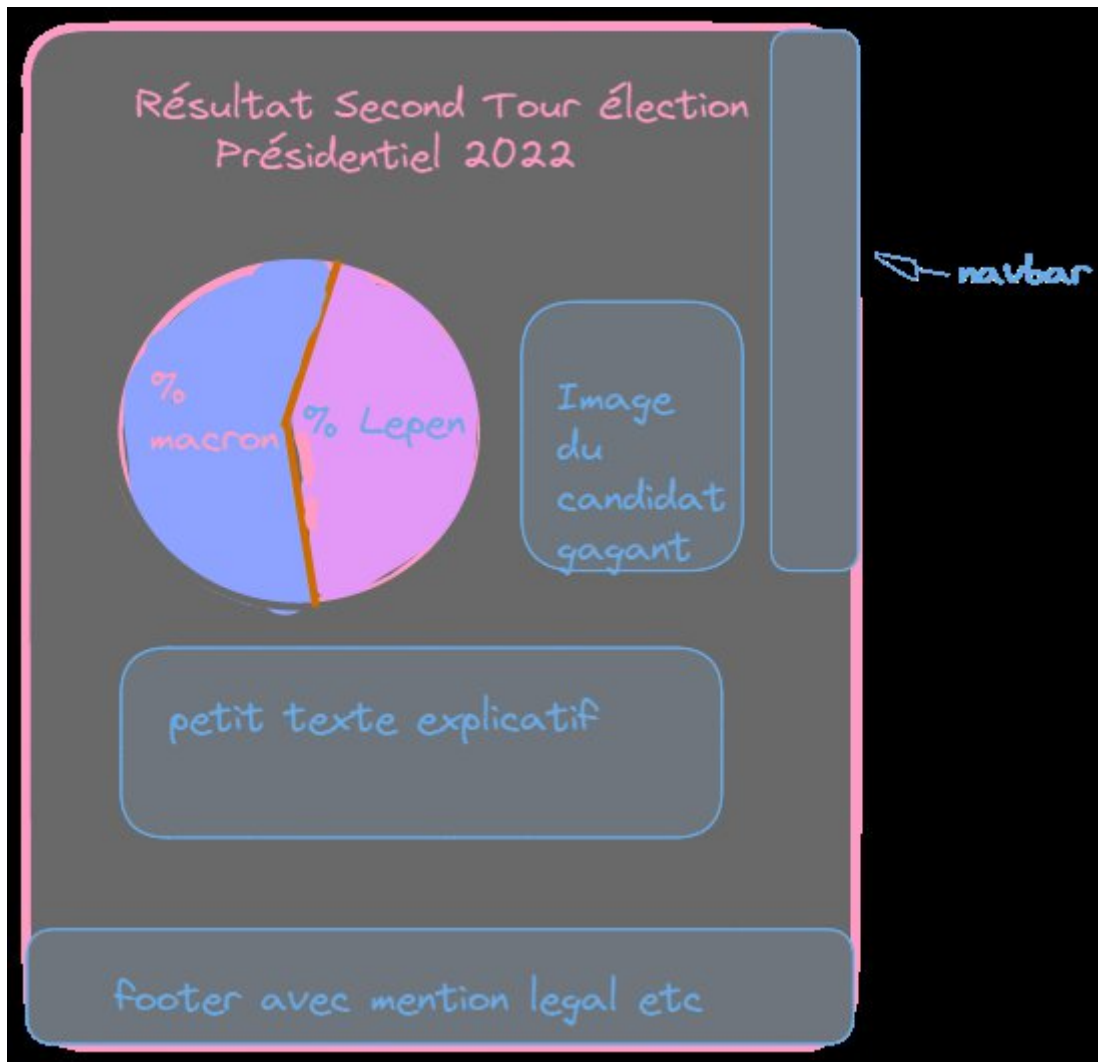 Résultat Second Tour élection
Présidentiel 2022
navbar
%
macron
% Lepen
Image
du
candidat
gagant
petit texte explicatif
footer avec mention legal etc